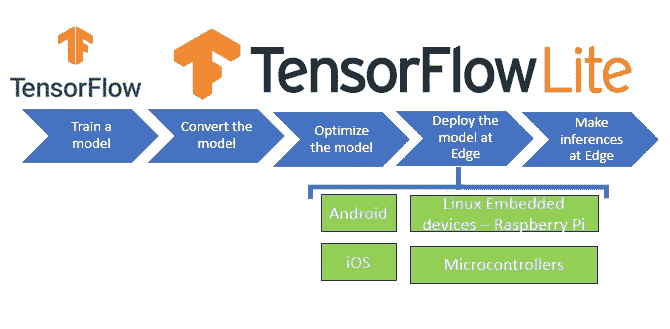 TensorFlow
TensorFlow Lite
Train a
model
Convert the
model
Optimize
the model
Deploy the
model at
Edge
Make
inferences
at Edge
Android
Linux Embedded
devices – Raspberry Pi
iOS
Microcontrollers